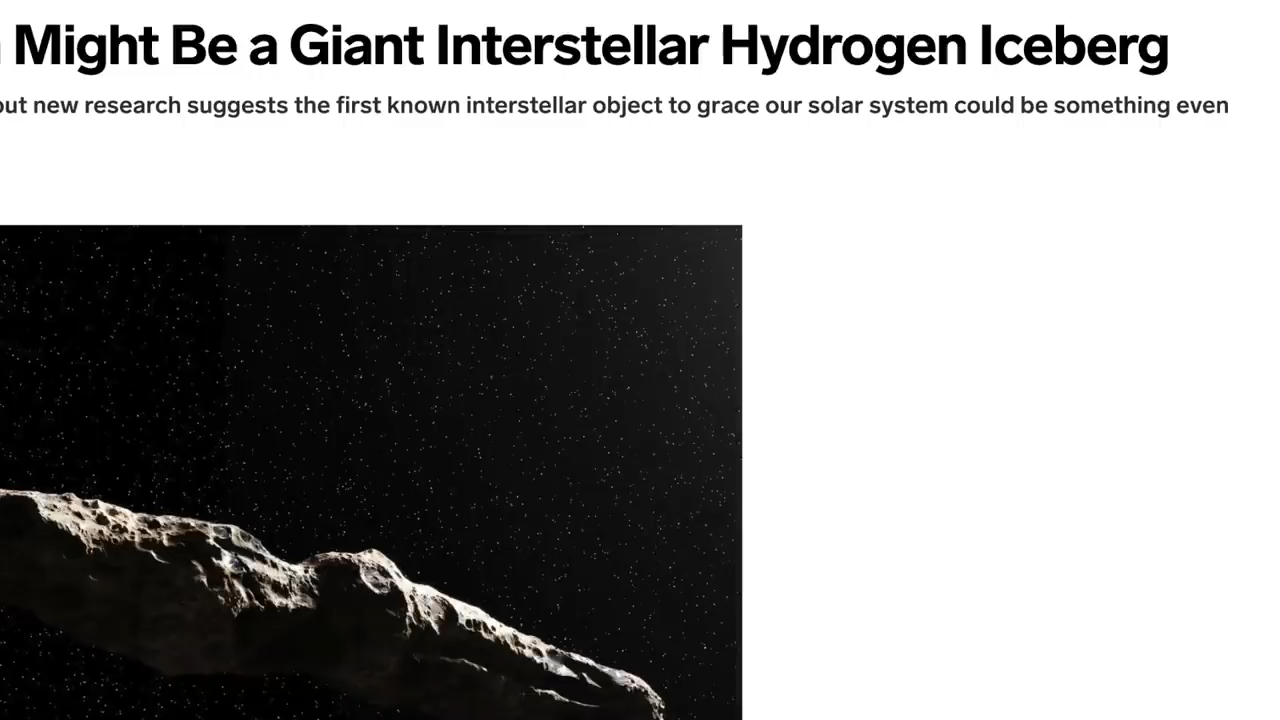 Might Be a Giant Interstellar Hydrogen Iceberg
but new research suggests the first known interstellar object to grace our solar system could be something even